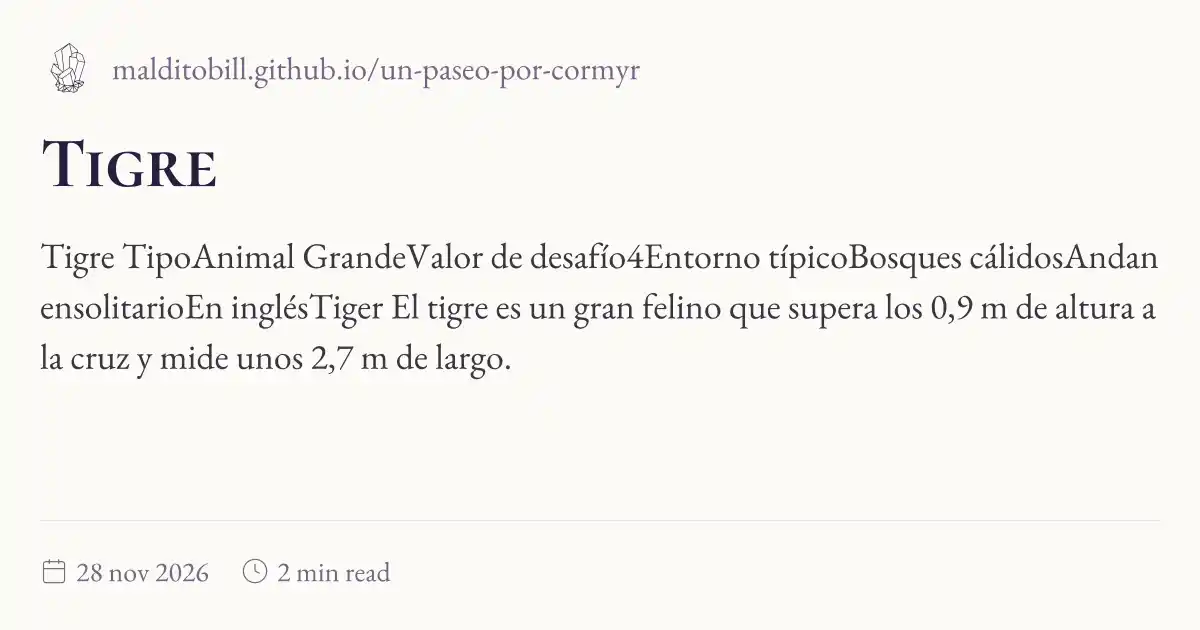 malditobill.github.io/un-paseo-por-cormyr
Tigre
Tigre TipoAnimal GrandeValor de desafío4Entorno típicoBosques cálidosAndan
ensolitarioEn inglésTiger El tigre es un gran felino que supera los 0,9 m de altura a
la cruz y mide unos 2,7 m de largo.
28 nov 2026 2 min read